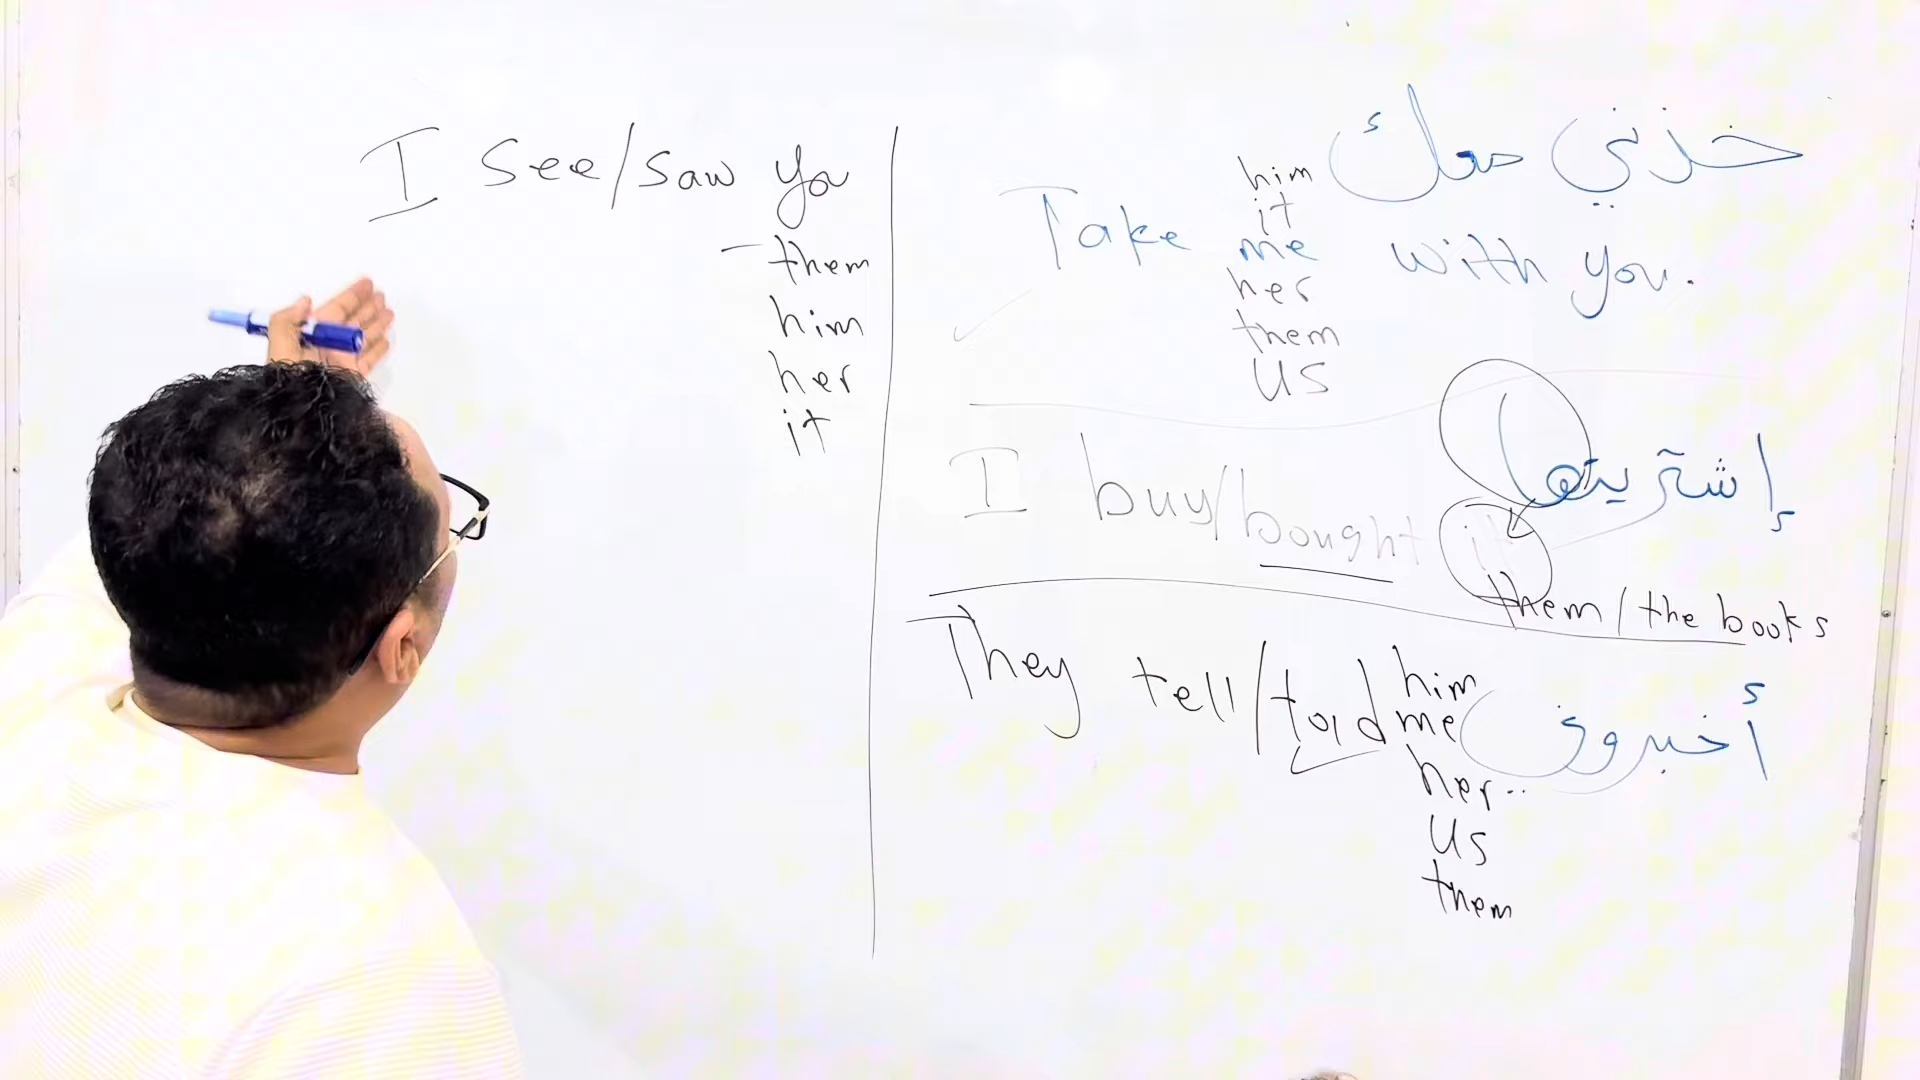 I see/saw you
them
him
her
it
خذني معك
him
it
Take me with you.
her
them
us
إشتريتها
I buy/bought it
them/the books
They tell/told me
him
أخبروني
her
us
them